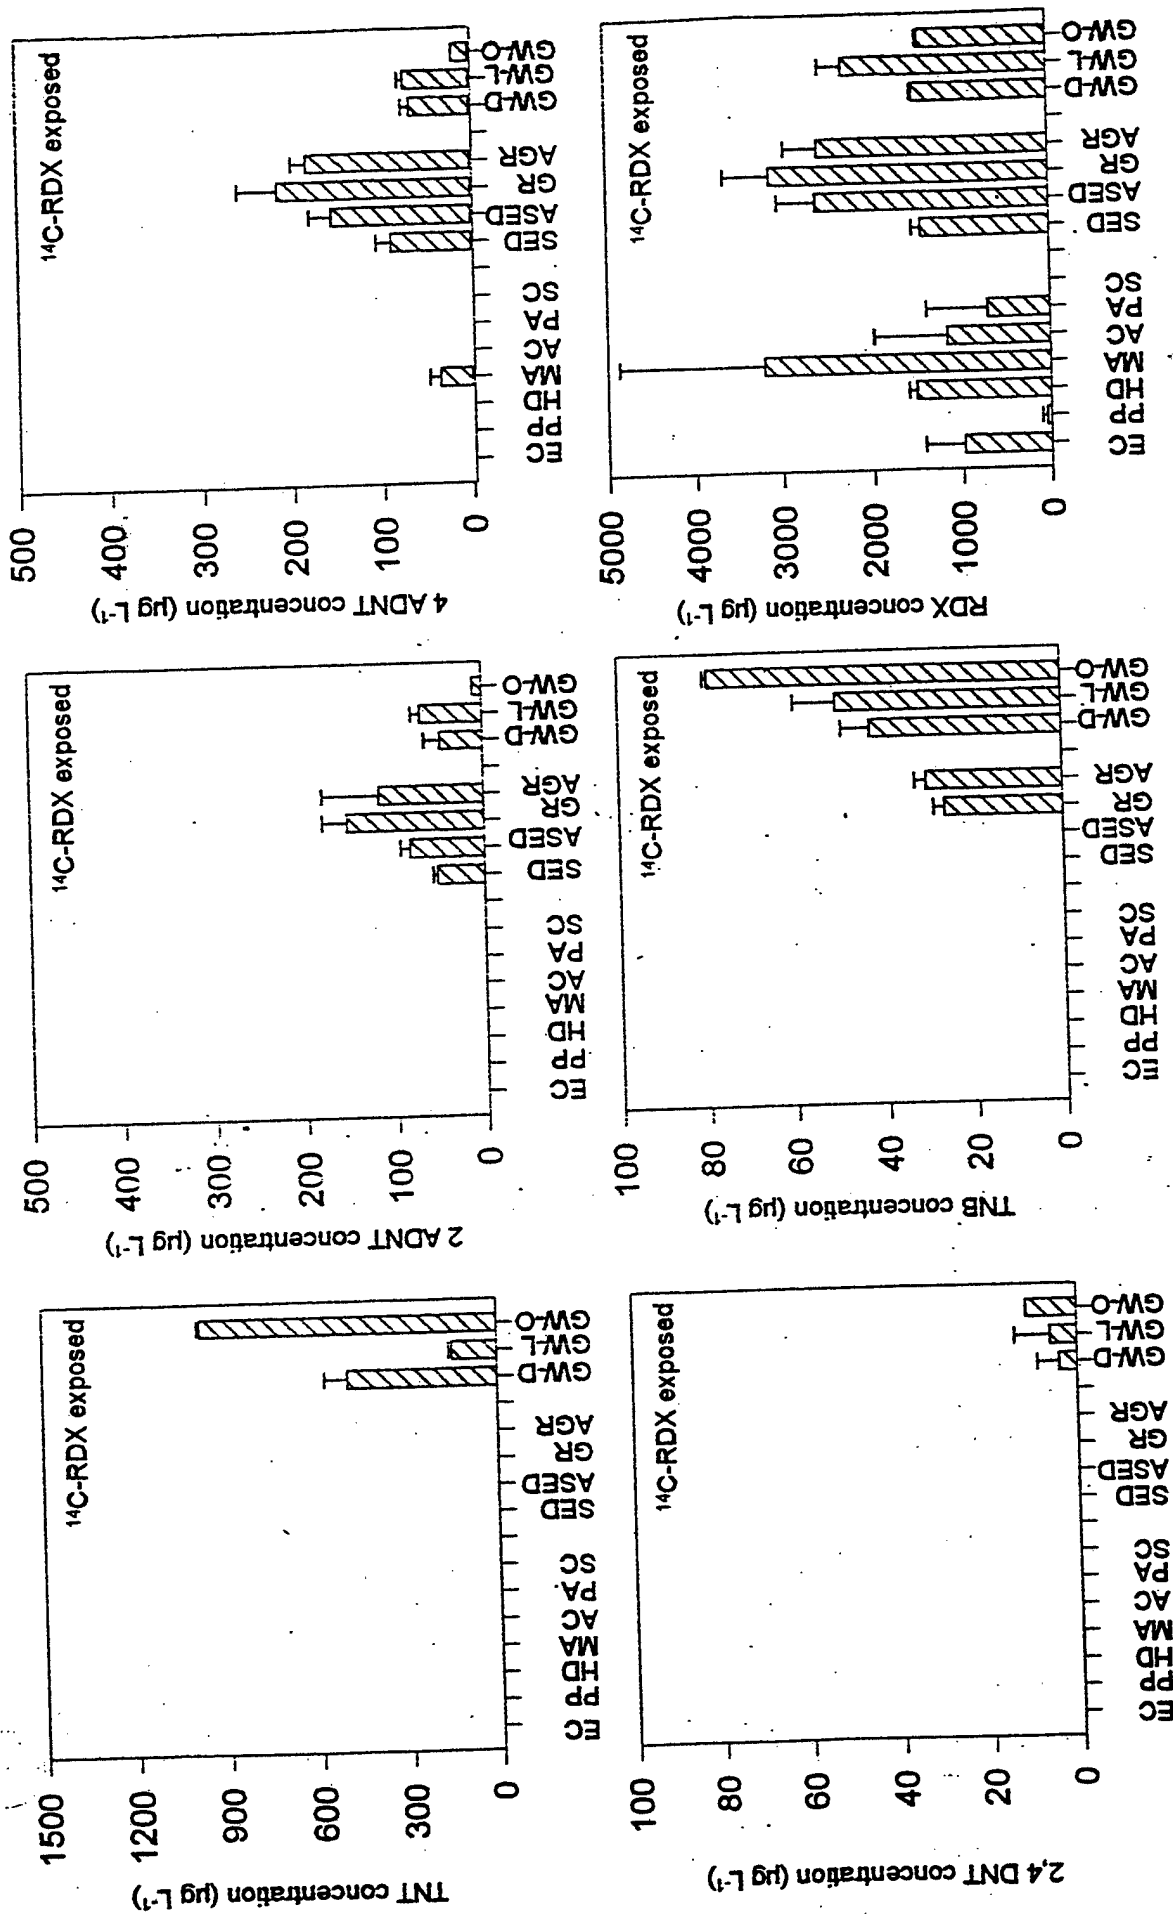 ¹⁴C-RDX exposed
TNT concentration (µg L⁻¹)
1500
1200
900
600
300
0
EC PP HD MA AC PA SC SED ASED GR AGR GW-D GW-L GW-O
¹⁴C-RDX exposed
2 ADNT concentration (µg L⁻¹)
500
400
300
200
100
0
EC PP HD MA AC PA SC SED ASED GR AGR GW-D GW-L GW-O
¹⁴C-RDX exposed
4 ADNT concentration (µg L⁻¹)
500
400
300
200
100
0
EC PP HD MA AC PA SC SED ASED GR AGR GW-D GW-L GW-O
¹⁴C-RDX exposed
2,4 DNT concentration (µg L⁻¹)
100
80
60
40
20
0
EC PP HD MA AC PA SC SED ASED GR AGR GW-D GW-L GW-O
¹⁴C-RDX exposed
TNB concentration (µg L⁻¹)
100
80
60
40
20
0
EC PP HD MA AC PA SC SED ASED GR AGR GW-D GW-L GW-O
¹⁴C-RDX exposed
RDX concentration (µg L⁻¹)
5000
4000
3000
2000
1000
0
EC PP HD MA AC PA SC SED ASED GR AGR GW-D GW-L GW-O